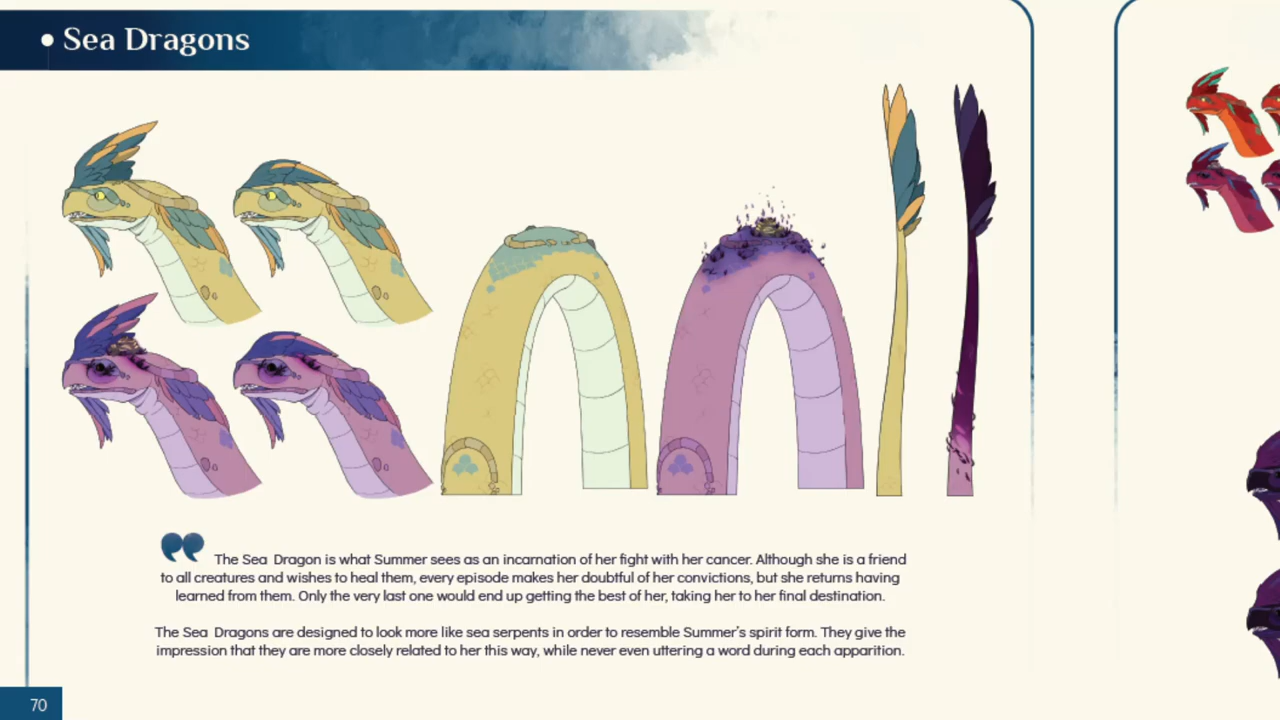 • Sea Dragons
The Sea Dragon is what Summer sees as an incarnation of her fight with her cancer. Although she is a friend
to all creatures and wishes to heal them, every episode makes her doubtful of her convictions, but she returns having
learned from them. Only the very last one would end up getting the best of her, taking her to her final destination.
The Sea Dragons are designed to look more like sea serpents in order to resemble Summer's spirit form. They give the
impression that they are more closely related to her this way, while never even uttering a word during each apparition.
70